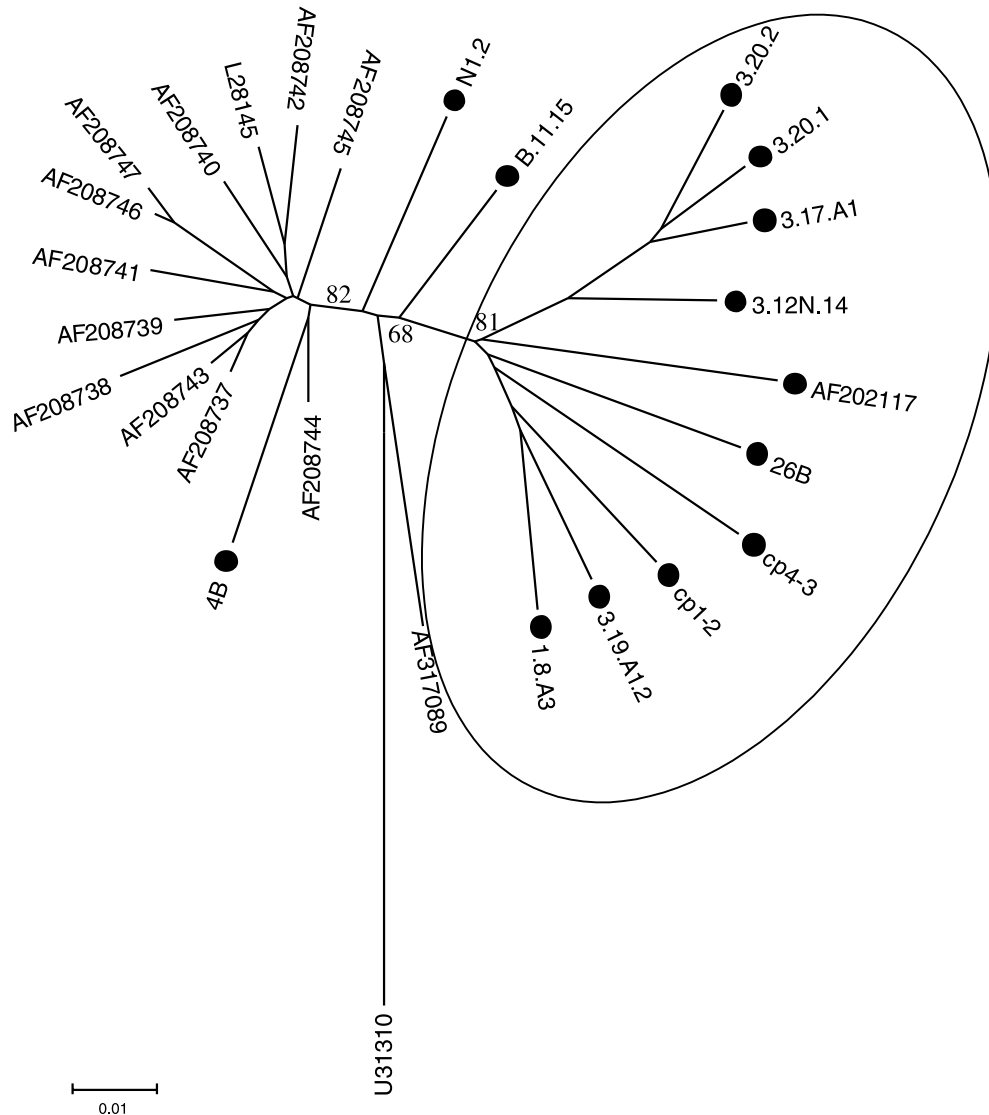 AF208742
L28145
AF208745
N1.2
3.20.2
AF208740
AF208747
B.11.15
3.20.1
AF208746
3.17.A1
AF208741
82
3.12N.14
81
AF208739
68
AF208738
AF202117
AF208743
AF208737
AF208744
26B
cp4-3
4B
cp1-2
3.19.A1.2
1.8.A3
AF317089
U31310
0.01